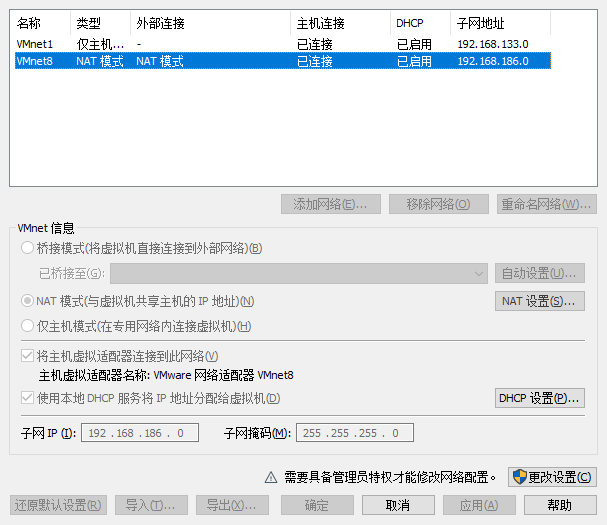 名称 类型 外部连接 主机连接 DHCP 子网地址
VMnet1 仅主机... - 已连接 已启用 192.168.133.0
VMnet8 NAT 模式 NAT 模式 已连接 已启用 192.168.186.0
添加网络(E)... 移除网络(O) 重命名网络(W)...
VMnet 信息
桥接模式(将虚拟机直接连接到外部网络)(B)
已桥接至(G): 自动设置(U)...
NAT 模式(与虚拟机共享主机的 IP 地址)(N) NAT 设置(S)...
仅主机模式(在专用网络内连接虚拟机)(H)
将主机虚拟适配器连接到此网络(V)
主机虚拟适配器名称: VMware 网络适配器 VMnet8
使用本地 DHCP 服务将 IP 地址分配给虚拟机(D) DHCP 设置(P)...
子网 IP (I): 192 .168 .186 . 0 子网掩码(M): 255 .255 .255 . 0
需要具备管理员特权才能修改网络配置。 更改设置(C)
还原默认设置(R) 导入(T)... 导出(X)... 确定 取消 应用(A) 帮助